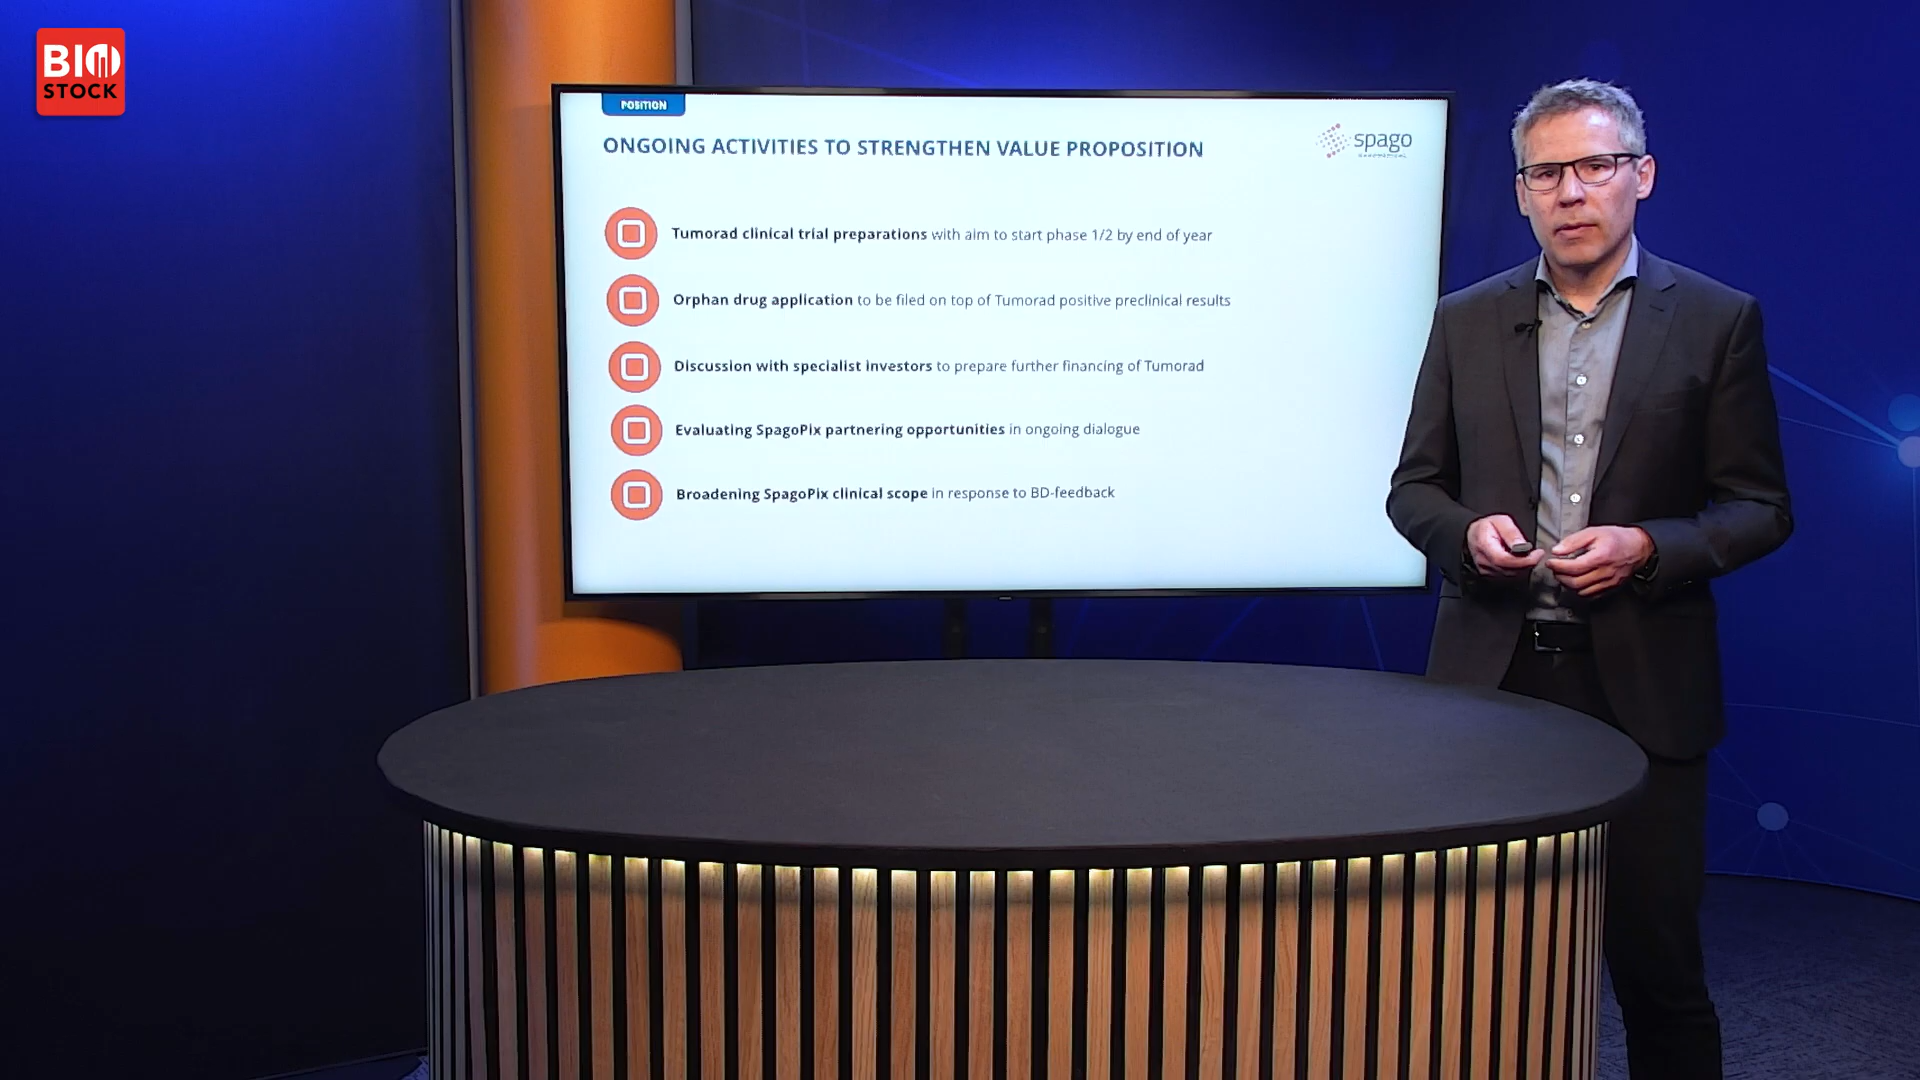 BIO
STOCK
POSITION
ONGOING ACTIVITIES TO STRENGTHEN VALUE PROPOSITION
spago
Tumorad clinical trial preparations with aim to start phase 1/2 by end of year
Orphan drug application to be filed on top of Tumorad positive preclinical results
Discussion with specialist investors to prepare further financing of Tumorad
Evaluating SpagoPix partnering opportunities in ongoing dialogue
Broadening SpagoPix clinical scope in response to BD-feedback